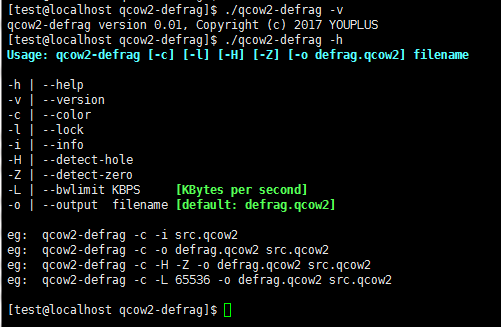 [test@localhost qcow2-defrag]$ ./qcow2-defrag -v
qcow2-defrag version 0.01, Copyright (c) 2017 YOUPLUS
[test@localhost qcow2-defrag]$ ./qcow2-defrag -h
Usage: qcow2-defrag [-c] [-l] [-H] [-Z] [-o defrag.qcow2] filename
-h | --help
-v | --version
-c | --color
-l | --lock
-i | --info
-H | --detect-hole
-Z | --detect-zero
-L | --bwlimit KBPS [KBytes per second]
-o | --output filename [default: defrag.qcow2]
eg: qcow2-defrag -c -i src.qcow2
eg: qcow2-defrag -c -o defrag.qcow2 src.qcow2
eg: qcow2-defrag -c -H -Z -o defrag.qcow2 src.qcow2
eg: qcow2-defrag -c -L 65536 -o defrag.qcow2 src.qcow2
[test@localhost qcow2-defrag]$